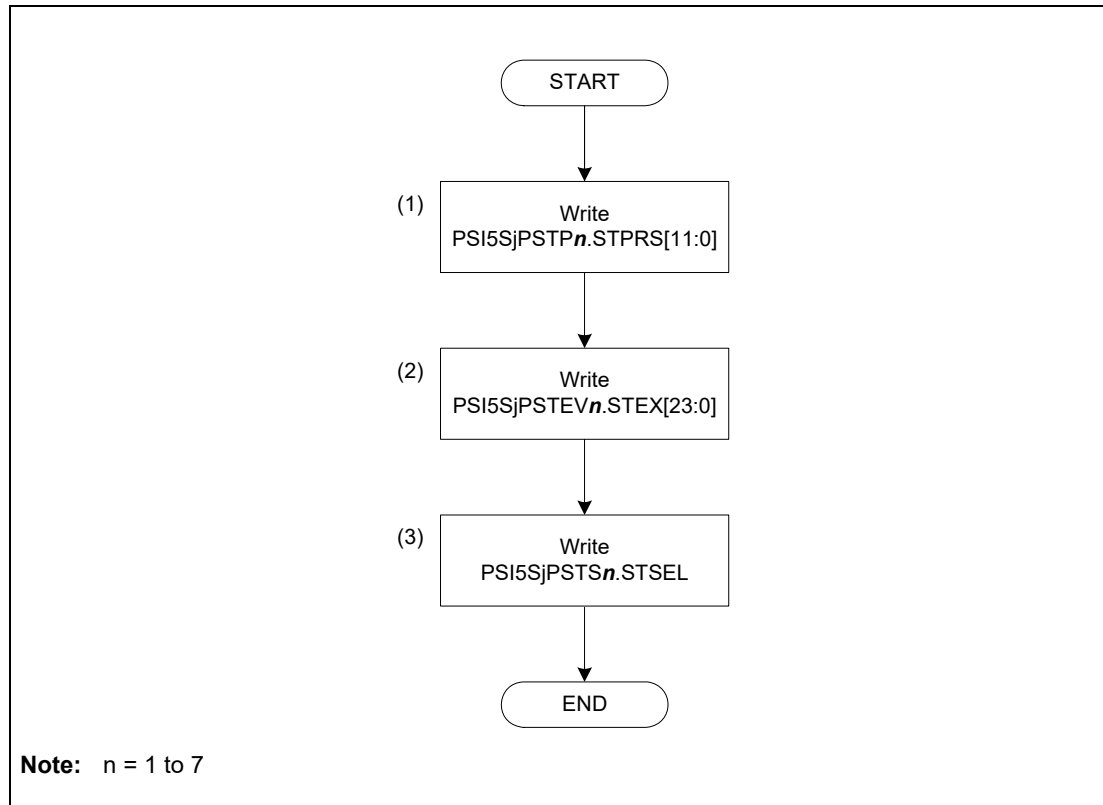 START
(1)
Write
PSI5SjPSTPn.STPRS[11:0]
(2)
Write
PSI5SjPSTEVn.STEX[23:0]
(3)
Write
PSI5SjPSTSn.STSEL
END
Note: n = 1 to 7